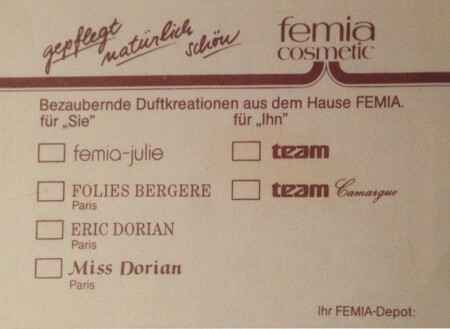 gepflegt natürlich schön
femia
cosmetic
Bezaubernde Duftkreationen aus dem Hause FEMIA.
für „Sie" für „Ihn"
femia-julie team
FOLIES BERGERE team Camargue
Paris
ERIC DORIAN
Paris
Miss Dorian
Paris
Ihr FEMIA-Depot: